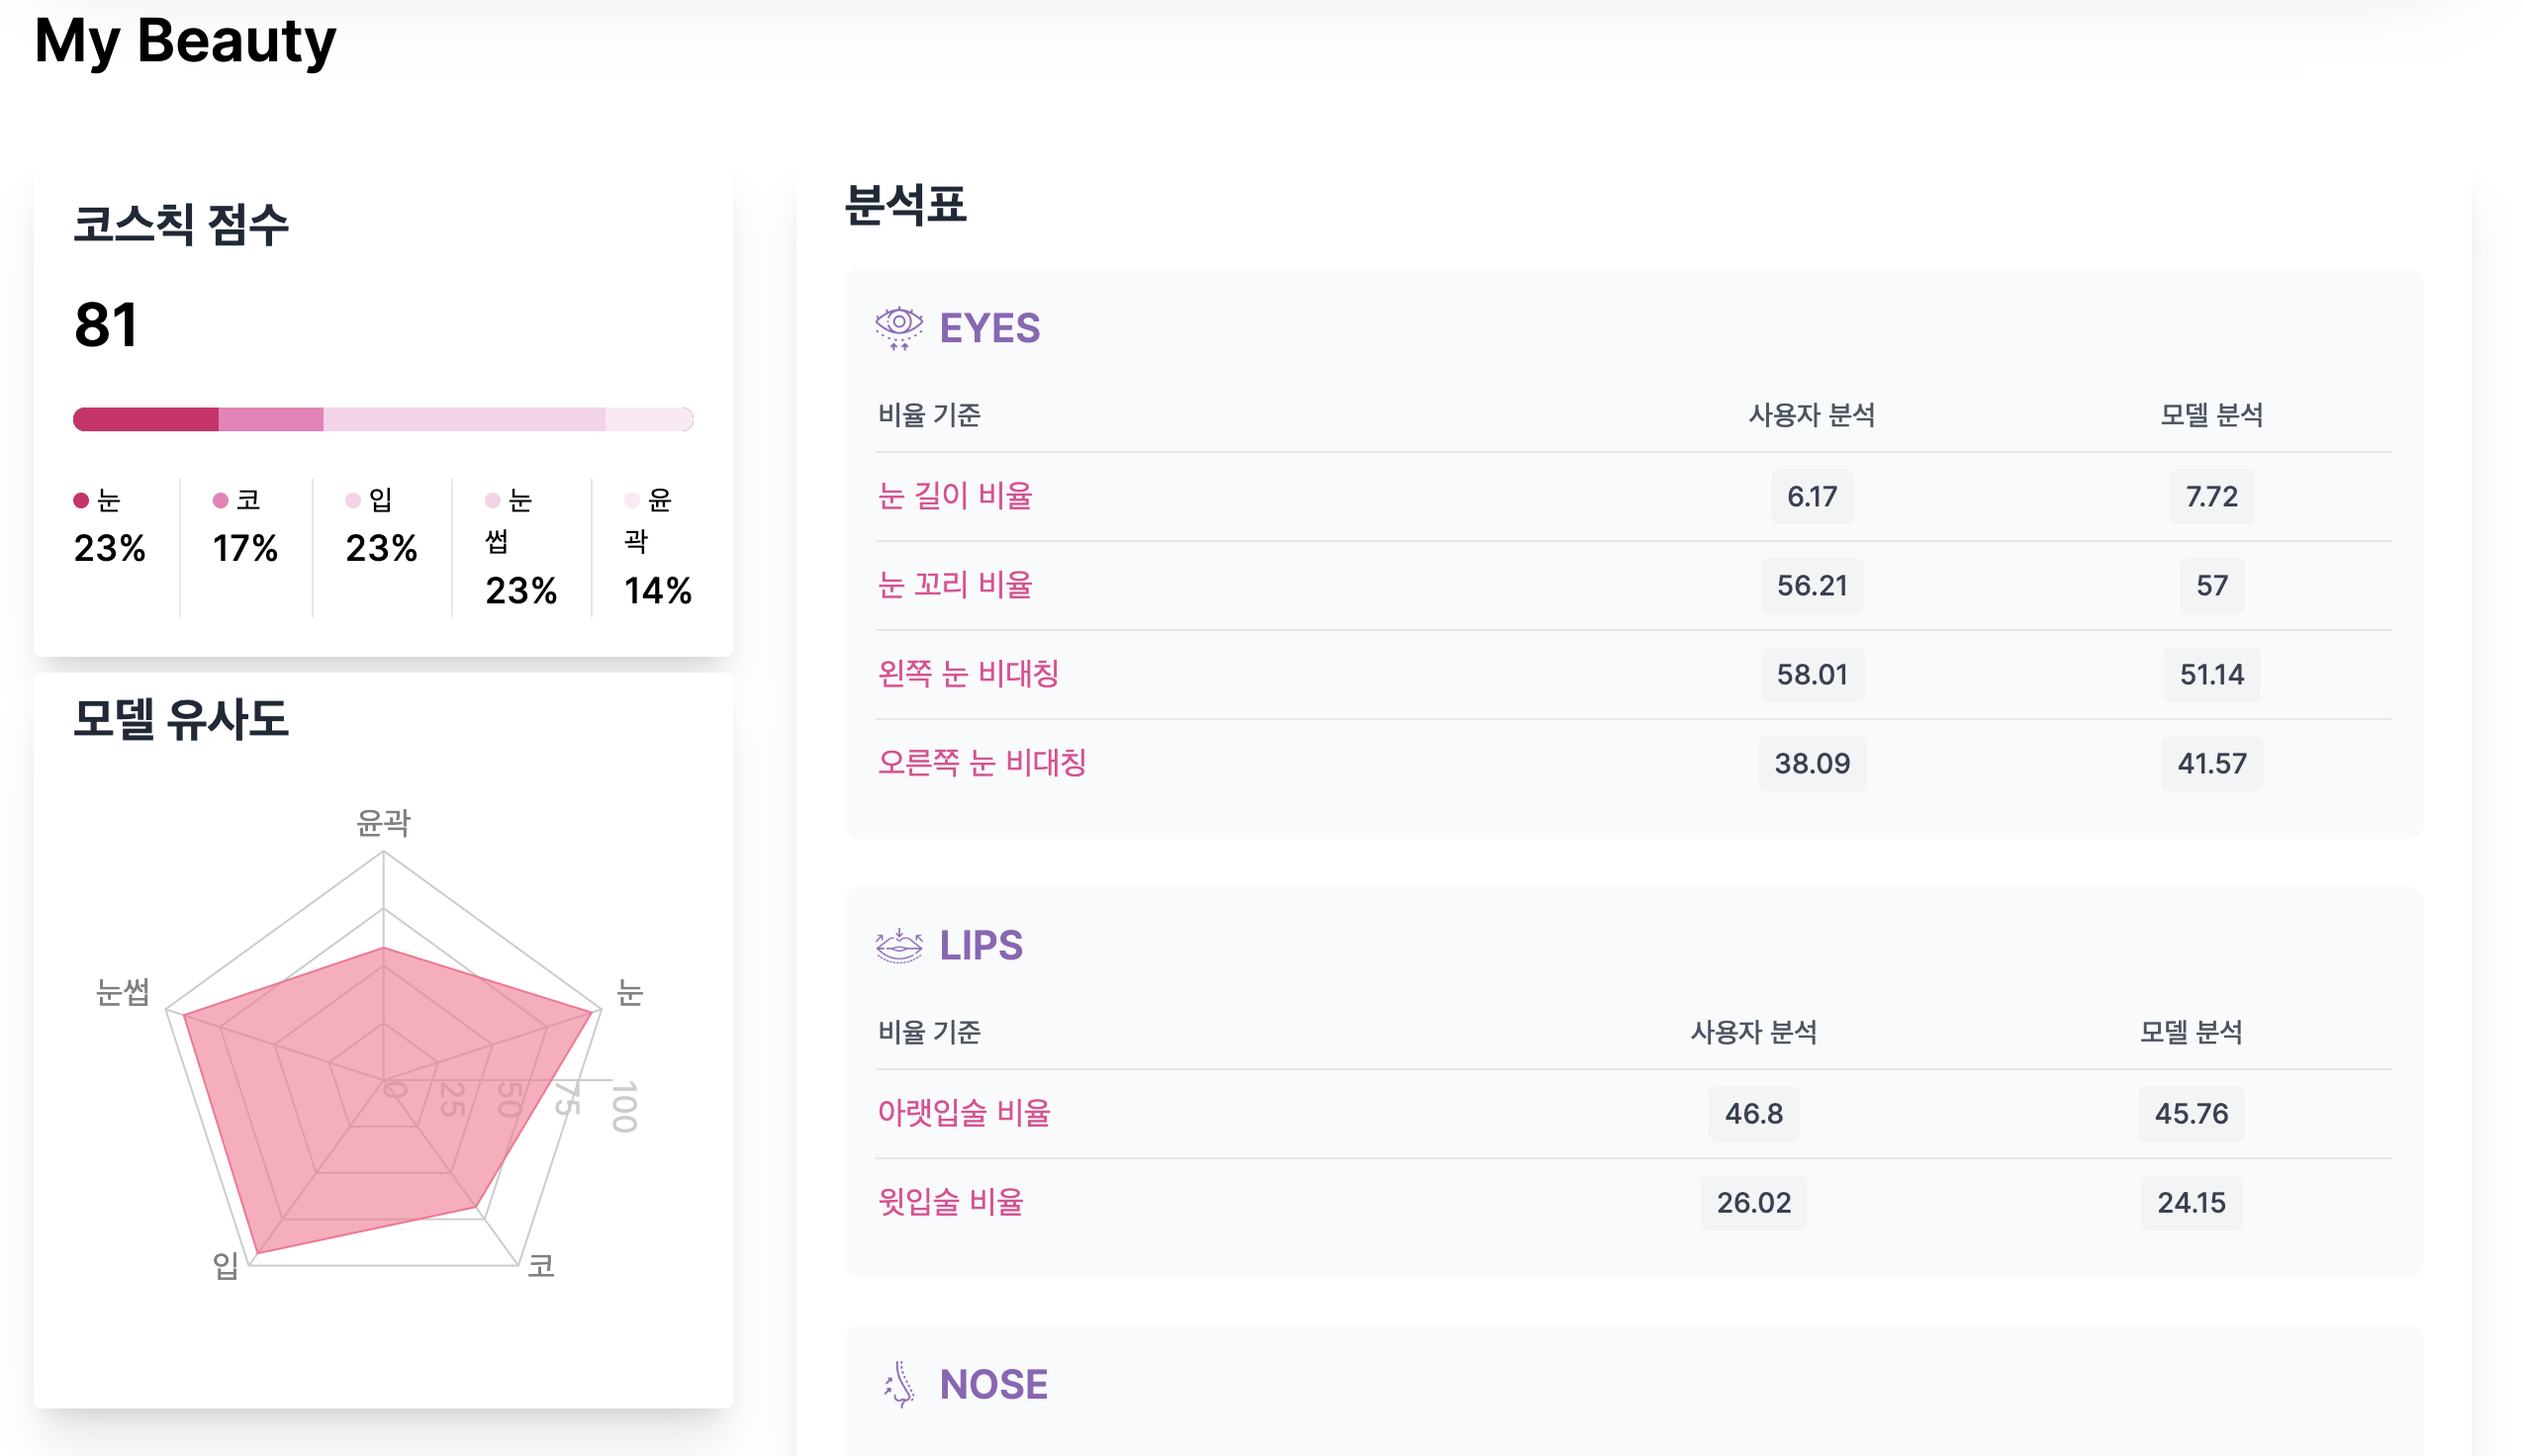 My Beauty
코스칙 점수
81
눈
23%
코
17%
입
23%
눈
썹
23%
윤
곽
14%
모델 유사도
윤곽
눈썹
눈
0 25 50 75 100
입
코
분석표
EYES
비율 기준 사용자 분석 모델 분석
눈 길이 비율 6.17 7.72
눈 꼬리 비율 56.21 57
왼쪽 눈 비대칭 58.01 51.14
오른쪽 눈 비대칭 38.09 41.57
LIPS
비율 기준 사용자 분석 모델 분석
아랫입술 비율 46.8 45.76
윗입술 비율 26.02 24.15
NOSE